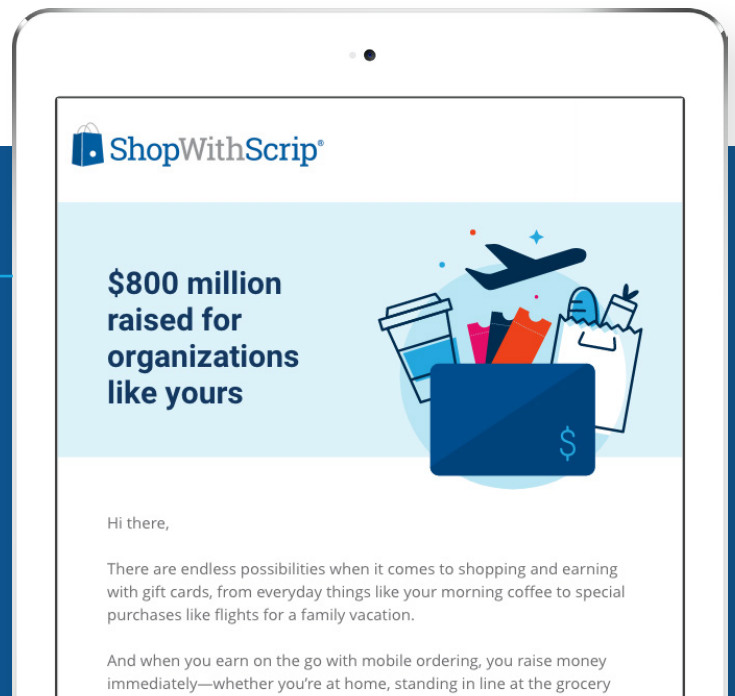 ShopWithScrip®
$800 million
raised for
organizations
like yours
$
Hi there,
There are endless possibilities when it comes to shopping and earning
with gift cards, from everyday things like your morning coffee to special
purchases like flights for a family vacation.
And when you earn on the go with mobile ordering, you raise money
immediately—whether you’re at home, standing in line at the grocery